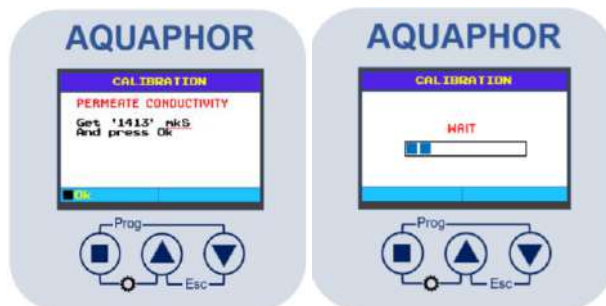 AQUAPHOR
CALIBRATION
PERMEATE CONDUCTIVITY
Get '1413' mkS
And press Ok
Ok
Prog
Esc
AQUAPHOR
CALIBRATION
WAIT
Prog
Esc